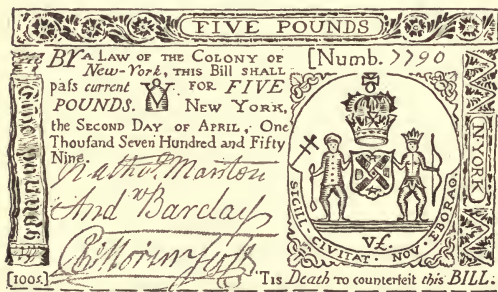 FIVE POUNDS
BY A LAW OF THE COLONY OF
New-York, THIS Bill SHALL
paſs current FOR FIVE
POUNDS. NEW YORK,
the SECOND DAY OF APRIL, One
Thouſand Seven Hundred and Fifty
Nine.
[Numb. 7790
Nathl. Marston
Andw Barclay
SIGILL. CIVITAT. NOV. EBORAC.
V£.
N-YORK
[100s.]
'Tis Death to counterfeit this BILL.